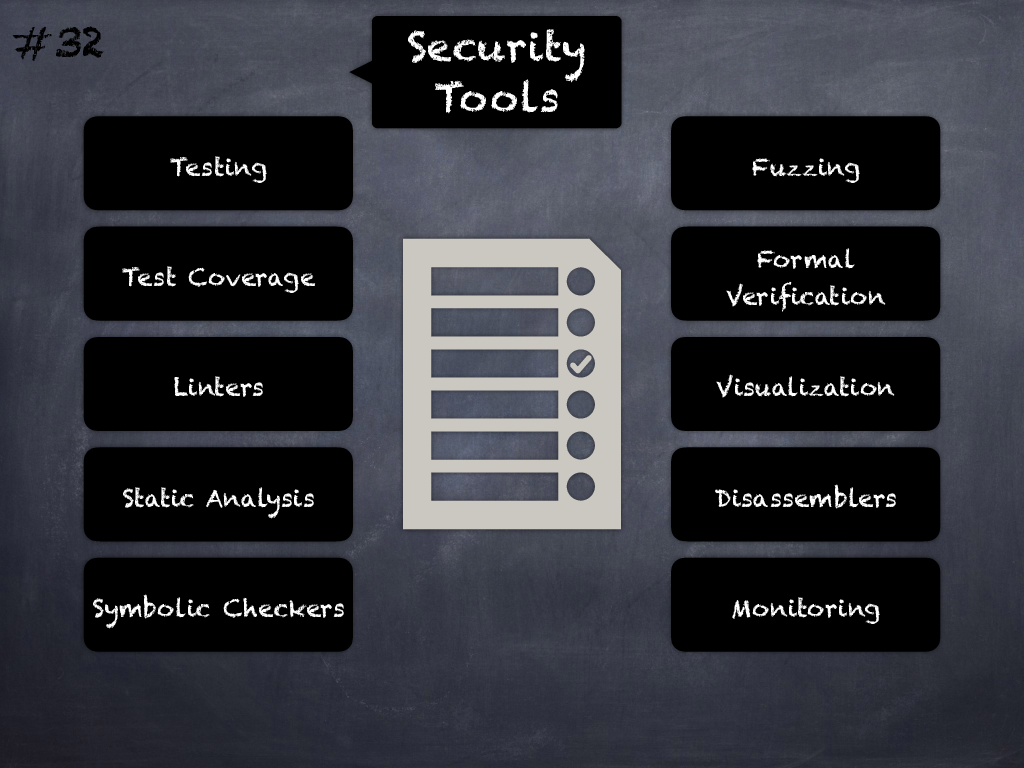 #32
Security
Tools
Testing
Test Coverage
Linters
Static Analysis
Symbolic Checkers
Fuzzing
Formal
Verification
Visualization
Disassemblers
Monitoring